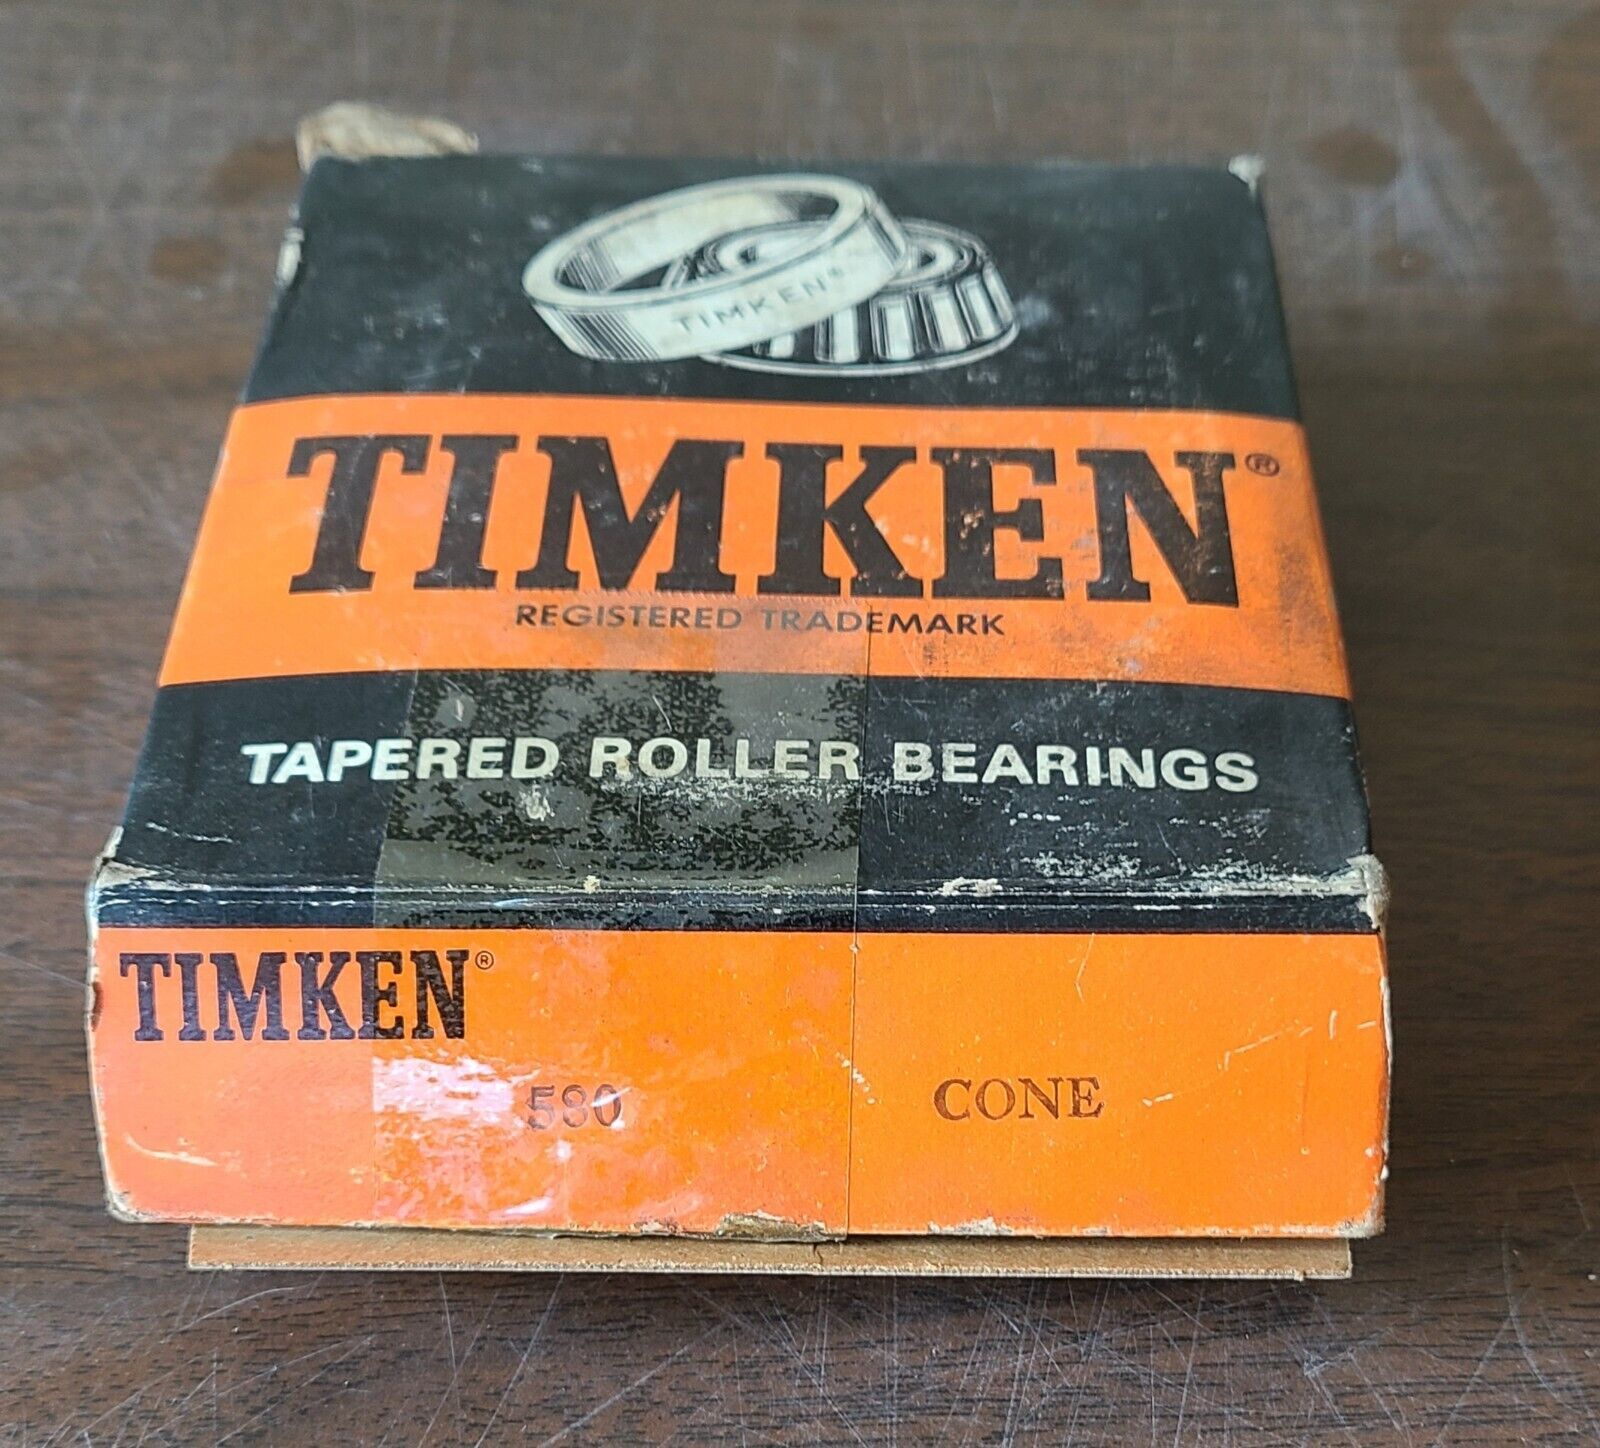 TIMKEN®
TIMKEN®
REGISTERED TRADEMARK
TAPERED ROLLER BEARINGS
TIMKEN®
580 CONE